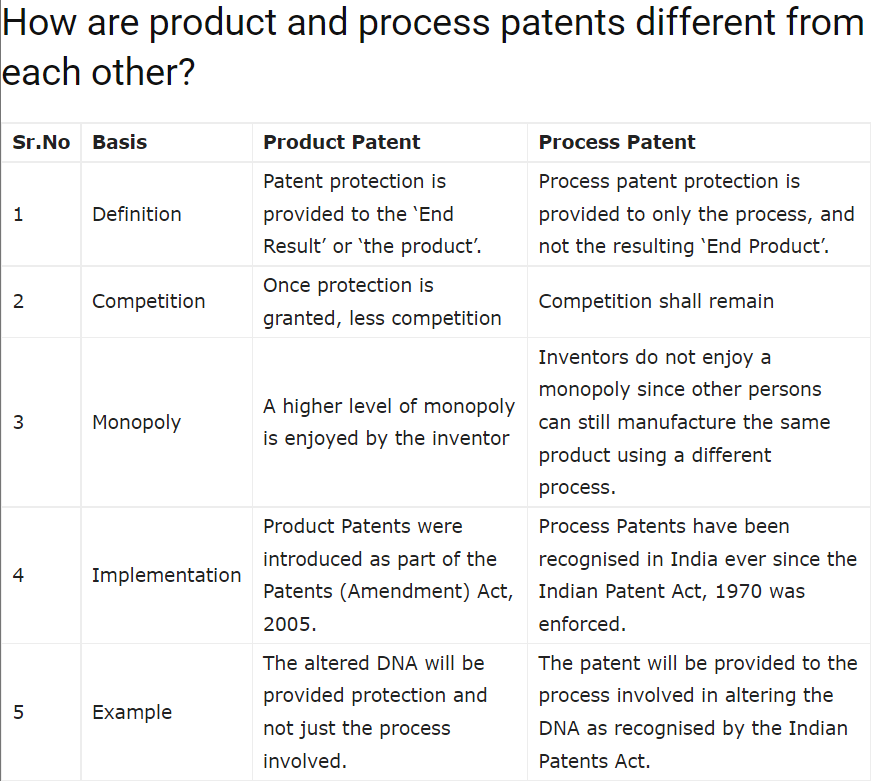 How are product and process patents different from
each other?
Sr.No Basis Product Patent Process Patent
1
Definition
Patent protection is
provided to the ‘End
Result’ or ‘the product’.
Process patent protection is
provided to only the process, and
not the resulting ‘End Product’.
2
Competition
Once protection is
granted, less competition
Competition shall remain
3
Monopoly
A higher level of monopoly
is enjoyed by the inventor
Inventors do not enjoy a
monopoly since other persons
can still manufacture the same
product using a different
process.
4
Implementation
Product Patents were
introduced as part of the
Patents (Amendment) Act,
2005.
Process Patents have been
recognised in India ever since the
Indian Patent Act, 1970 was
enforced.
5
Example
The altered DNA will be
provided protection and
not just the process
involved.
The patent will be provided to the
process involved in altering the
DNA as recognised by the Indian
Patents Act.